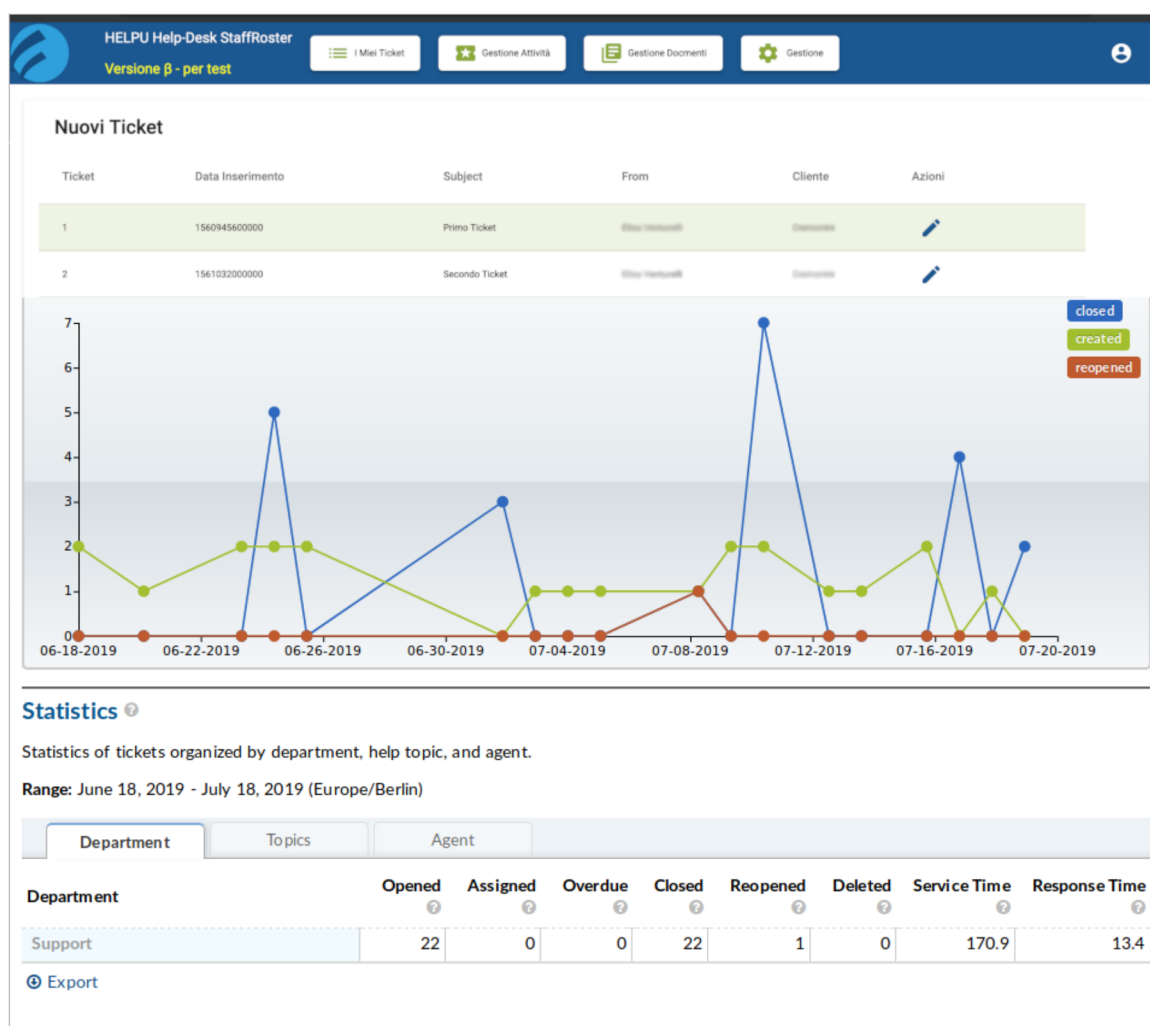 HELPU Help-Desk StaffRoster
Versione β - per test
I Miei Ticket
Gestione Attività
Gestione Docmenti
Gestione
Nuovi Ticket
Ticket Data Inserimento Subject From Cliente Azioni
1 1560945600000 Primo Ticket
2 1561032000000 Secondo Ticket
closed
created
reopened
7
6
5
4
3
2
1
0
06-18-2019 06-22-2019 06-26-2019 06-30-2019 07-04-2019 07-08-2019 07-12-2019 07-16-2019 07-20-2019
Statistics
Statistics of tickets organized by department, help topic, and agent.
Range: June 18, 2019 - July 18, 2019 (Europe/Berlin)
Department Topics Agent
Department Opened Assigned Overdue Closed Reopened Deleted Service Time Response Time
Support 22 0 0 22 1 0 170.9 13.4
Export